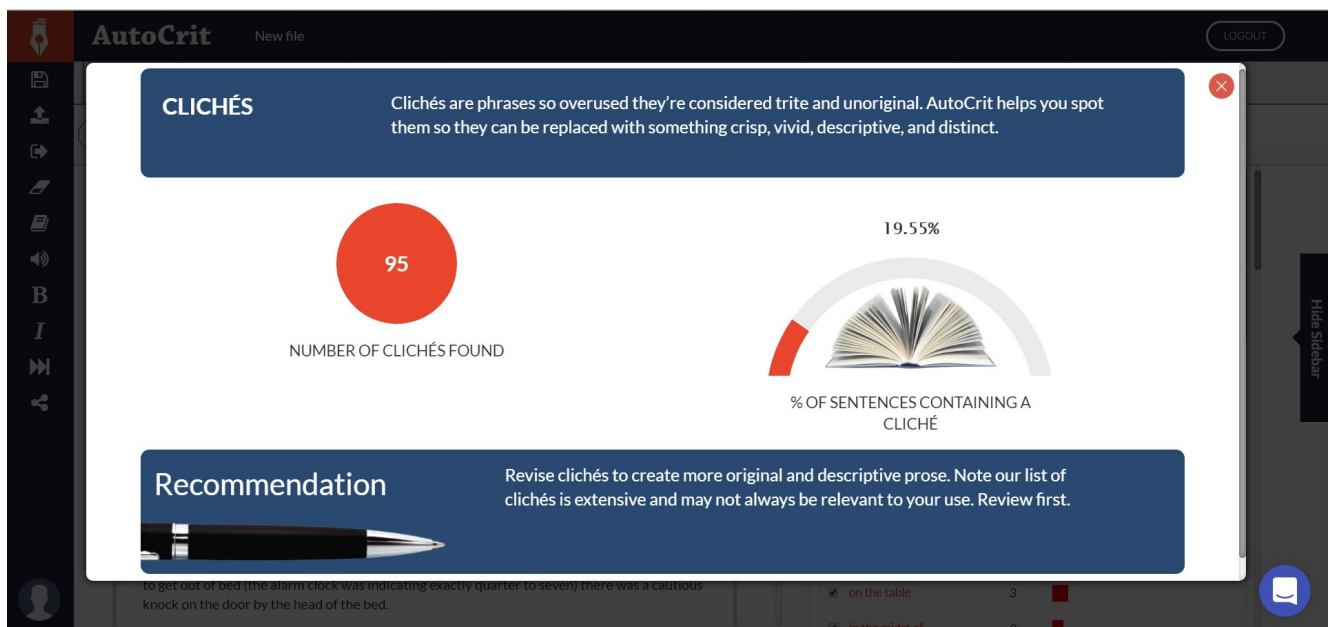 AutoCrit
New file
LOGOUT
CLICHÉS
Clichés are phrases so overused they're considered trite and unoriginal. AutoCrit helps you spot
them so they can be replaced with something crisp, vivid, descriptive, and distinct.
95
NUMBER OF CLICHÉS FOUND
19.55%
% OF SENTENCES CONTAINING A
CLICHÉ
Recommendation
Revise clichés to create more original and descriptive prose. Note our list of
clichés is extensive and may not always be relevant to your use. Review first.
B
I
Hide Sidebar
to get out of bed (the alarm clock was indicating exactly quarter to seven) there was a cautious
knock on the door by the head of the bed.
on the table 3
in the midst of